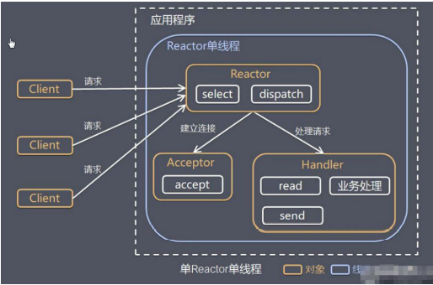 应用程序
Reactor单线程
Reactor
select
dispatch
Client
请求
Client
请求
Client
请求
建立连接
处理请求
Acceptor
accept
Handler
read
业务处理
send
单Reactor单线程
对象
线